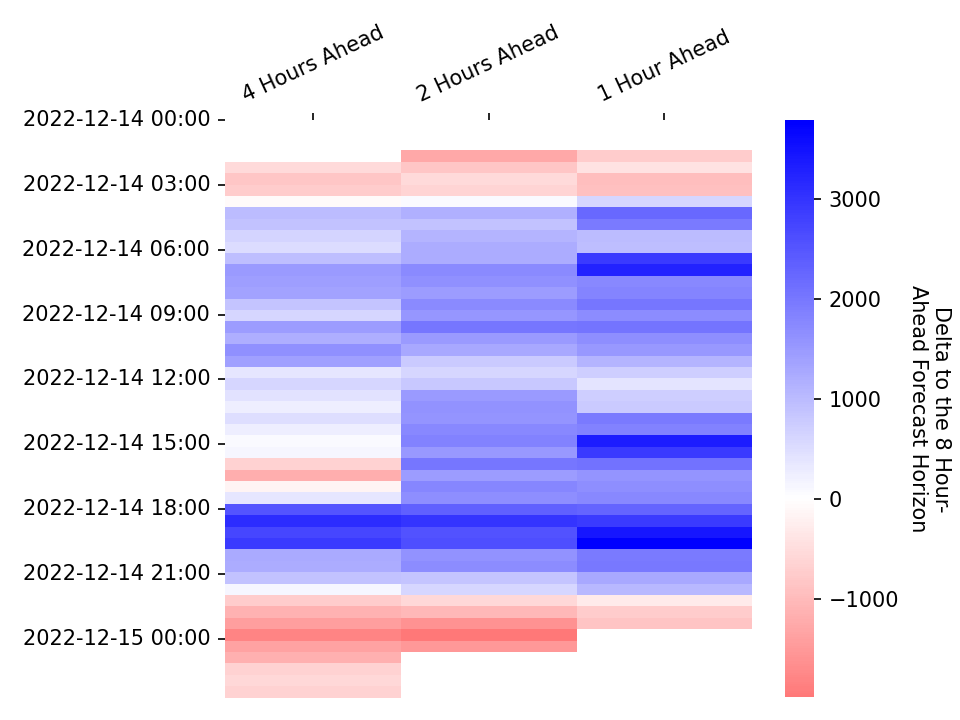 4 Hours Ahead
2 Hours Ahead
1 Hour Ahead
2022-12-14 00:00
2022-12-14 03:00
2022-12-14 06:00
2022-12-14 09:00
2022-12-14 12:00
2022-12-14 15:00
2022-12-14 18:00
2022-12-14 21:00
2022-12-15 00:00
3000
2000
1000
0
−1000
Delta to the 8 Hour-
Ahead Forecast Horizon